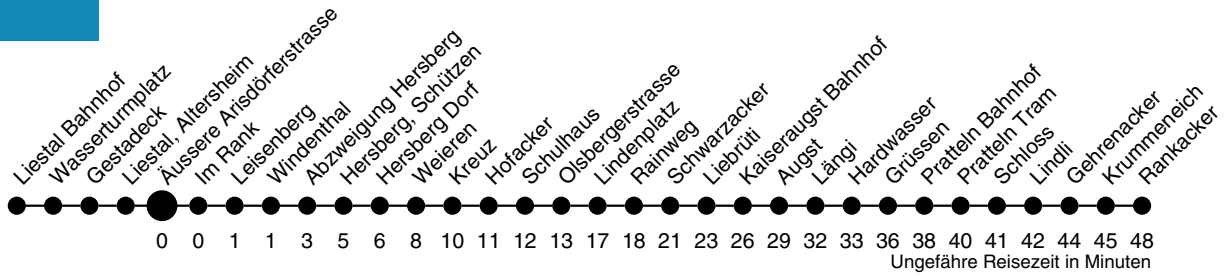 Liestal Bahnhof
Wasserturmplatz
Gestadeck
Liestal, Altersheim
Äussere Arisdörferstrasse
Im Rank
Leisenberg
Windenthal
Abzweigung Hersberg
Hersberg, Schützen
Hersberg Dorf
Weieren
Kreuz
Hofacker
Schulhaus
Olsbergerstrasse
Lindenplatz
Rainweg
Schwarzacker
Liebrüti
Kaiseraugst Bahnhof
Augst
Längi
Hardwasser
Grüssen
Pratteln Bahnhof
Pratteln Tram
Schloss
Lindli
Gehrenacker
Krummeneich
Rankacker
0 0 1 1 3 5 6 8 10 11 12 13 17 18 21 23 26 29 32 33 36 38 40 41 42 44 45 48
Ungefähre Reisezeit in Minuten